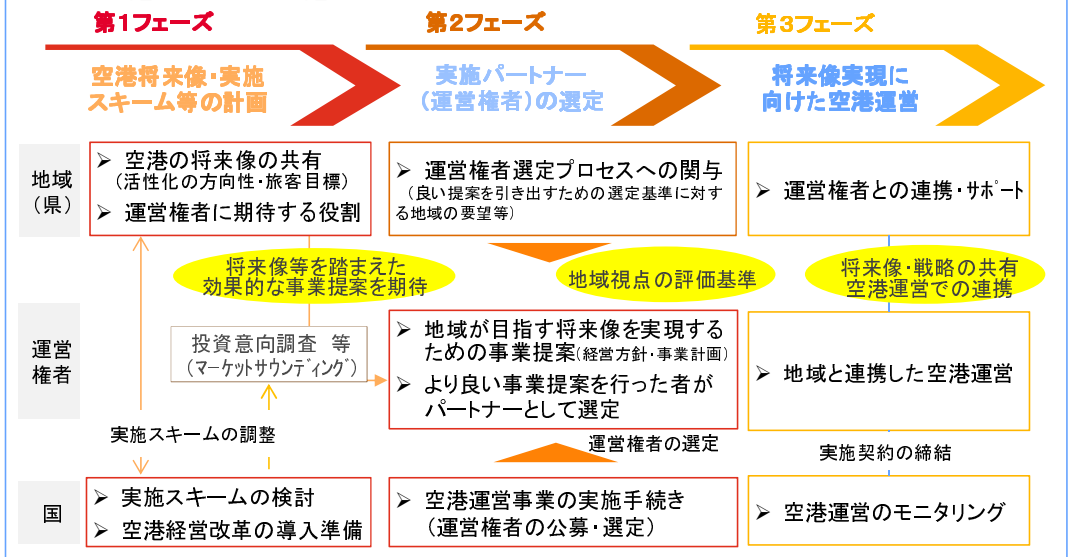 第１フェーズ
第２フェーズ
第３フェーズ
空港将来像・実施
スキーム等の計画
実施パートナー
（運営権者）の選定
将来像実現に
向けた空港運営
地域
（県）
➢ 空港の将来像の共有
（活性化の方向性・旅客目標）
➢ 運営権者に期待する役割
➢ 運営権者選定プロセスへの関与
（良い提案を引き出すための選定基準に対す
る地域の要望等）
➢ 運営権者との連携・ｻﾎﾟｰﾄ
将来像等を踏まえた
効果的な事業提案を期待
地域視点の評価基準
将来像・戦略の共有
空港運営での連携
運営
権者
投資意向調査 等
（ﾏｰｹｯﾄｻｳﾝﾃﾞｨﾝｸﾞ）
➢ 地域が目指す将来像を実現する
ための事業提案（経営方針・事業計画）
➢ より良い事業提案を行った者が
パートナーとして選定
➢ 地域と連携した空港運営
実施スキームの調整
運営権者の選定
実施契約の締結
国
➢ 実施スキームの検討
➢ 空港経営改革の導入準備
➢ 空港運営事業の実施手続き
（運営権者の公募・選定）
➢ 空港運営のモニタリング